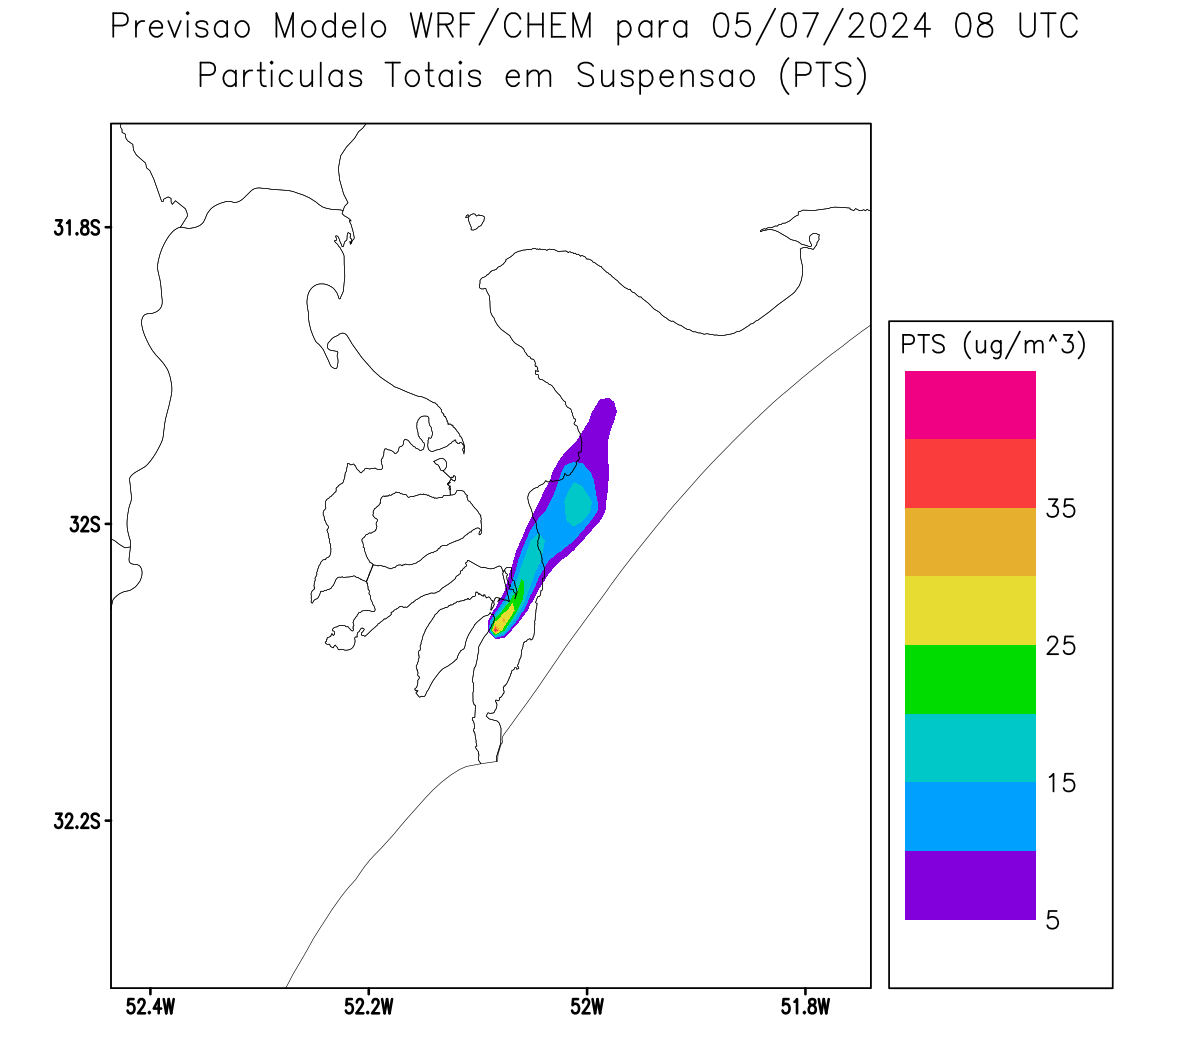 Previsao Modelo WRF/CHEM para 05/07/2024 08 UTC
Particulas Totais em Suspensao (PTS)
31.8S
32S
32.2S
52.4W
52.2W
52W
51.8W
PTS (ug/m^3)
35
25
15
5